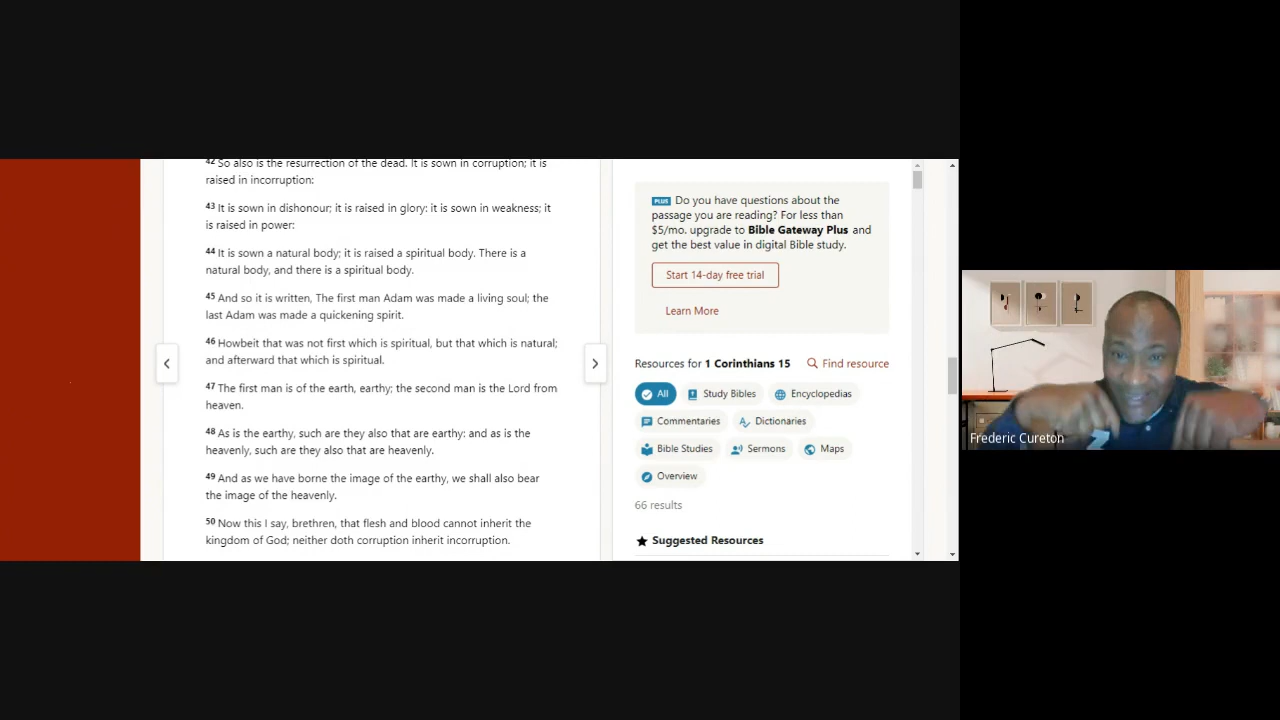 42 So also is the resurrection of the dead. It is sown in corruption; it is
raised in incorruption:
43 It is sown in dishonour; it is raised in glory: it is sown in weakness; it
is raised in power:
44 It is sown a natural body; it is raised a spiritual body. There is a
natural body, and there is a spiritual body.
45 And so it is written, The first man Adam was made a living soul; the
last Adam was made a quickening spirit.
46 Howbeit that was not first which is spiritual, but that which is natural;
and afterward that which is spiritual.
47 The first man is of the earth, earthy; the second man is the Lord from
heaven.
48 As is the earthy, such are they also that are earthy: and as is the
heavenly, such are they also that are heavenly.
49 And as we have borne the image of the earthy, we shall also bear
the image of the heavenly.
50 Now this I say, brethren, that flesh and blood cannot inherit the
kingdom of God; neither doth corruption inherit incorruption.
PLUS Do you have questions about the
passage you are reading? For less than
$5/mo. upgrade to Bible Gateway Plus and
get the best value in digital Bible study.
Start 14-day free trial
Learn More
Resources for 1 Corinthians 15 Find resource
All Study Bibles Encyclopedias
Commentaries Dictionaries
Bible Studies Sermons Maps
Overview
66 results
Suggested Resources
Frederic Cureton